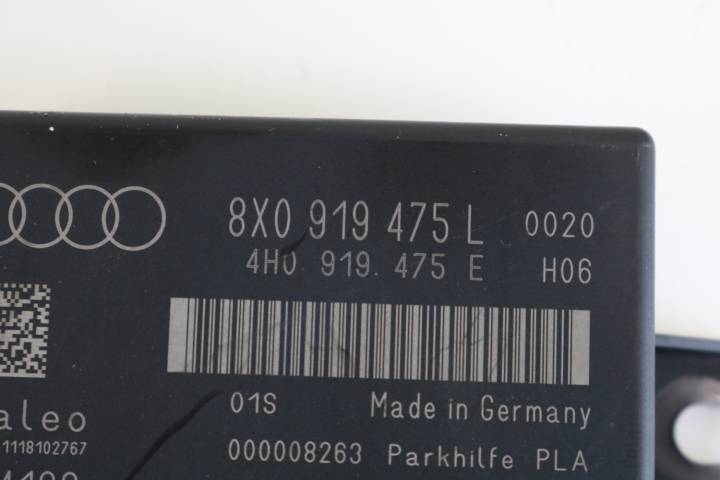 8X0 919 475 L 0020
4H0 919 475 E H06
01S Made in Germany
aleo
1118102767
000008263 Parkhilfe PLA